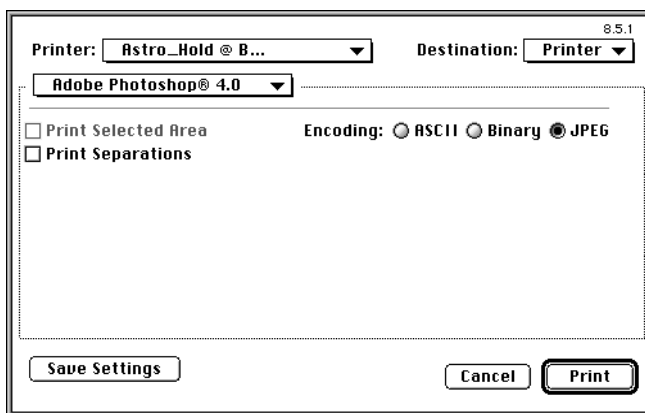 8.5.1
Printer: Astro_Hold @ B... Destination: Printer
Adobe Photoshop® 4.0
Print Selected Area Encoding: ASCII Binary JPEG
Print Separations
Save Settings
Cancel Print